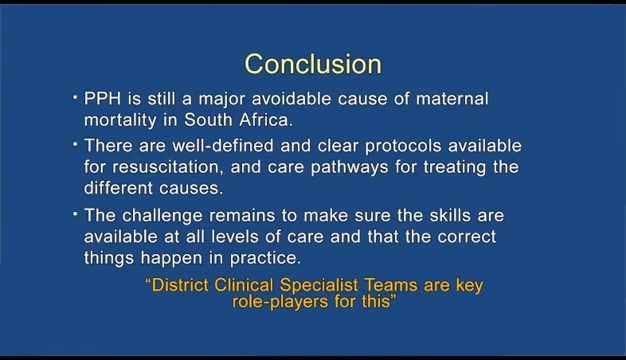 Conclusion
▪ PPH is still a major avoidable cause of maternal
mortality in South Africa.
▪ There are well-defined and clear protocols available
for resuscitation, and care pathways for treating the
different causes.
▪ The challenge remains to make sure the skills are
available at all levels of care and that the correct
things happen in practice.
“District Clinical Specialist Teams are key
role-players for this”